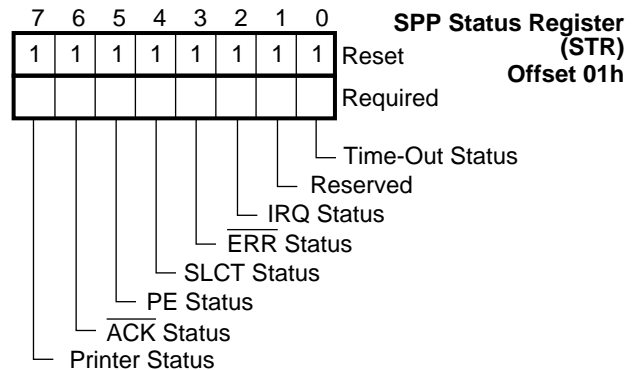 7 6 5 4 3 2 1 0
SPP Status Register
(STR)
Offset 01h
1 1 1 1 1 1 1 1 Reset
Required
Time-Out Status
Reserved
IRQ Status
ERR Status
SLCT Status
PE Status
ACK Status
Printer Status